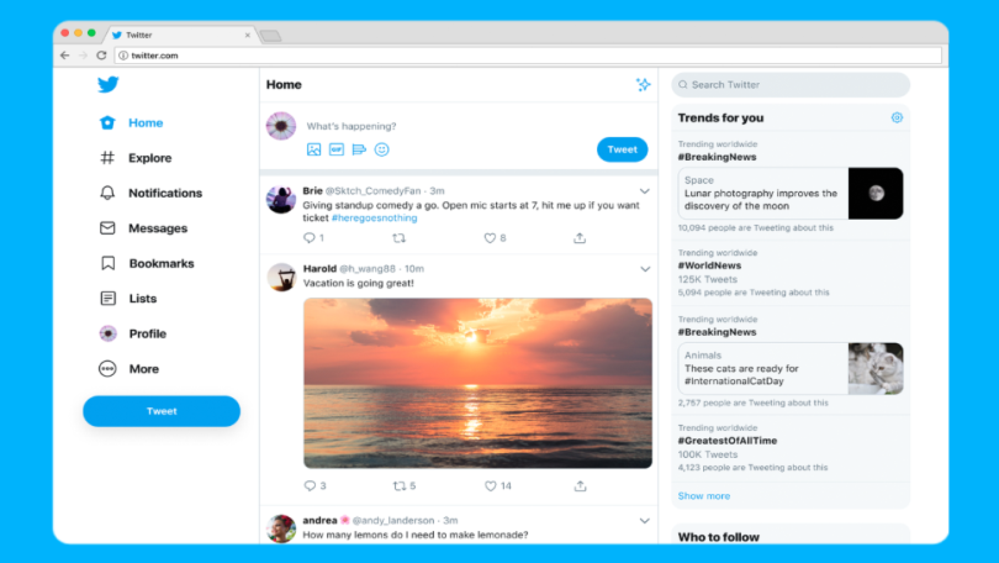 Twitter
twitter.com
Home
Explore
Notifications
Messages
Bookmarks
Lists
Profile
More
Tweet
Home
What's happening?
GIF
Tweet
Brie @Sktch_ComedyFan · 3m
Giving standup comedy a go. Open mic starts at 7, hit me up if you want
ticket #heregoesnothing
1
8
Harold @h_wang88 · 10m
Vacation is going great!
3
5
14
andrea 🌸 @andy_landerson · 3m
How many lemons do I need to make lemonade?
Search Twitter
Trends for you
Trending worldwide
#BreakingNews
Space
Lunar photography improves the
discovery of the moon
10,094 people are Tweeting about this
Trending worldwide
#WorldNews
125K Tweets
5,094 people are Tweeting about this
Trending worldwide
#BreakingNews
Animals
These cats are ready for
#InternationalCatDay
2,757 people are Tweeting about this
Trending worldwide
#GreatestOfAllTime
100K Tweets
4,123 people are Tweeting about this
Show more
Who to follow